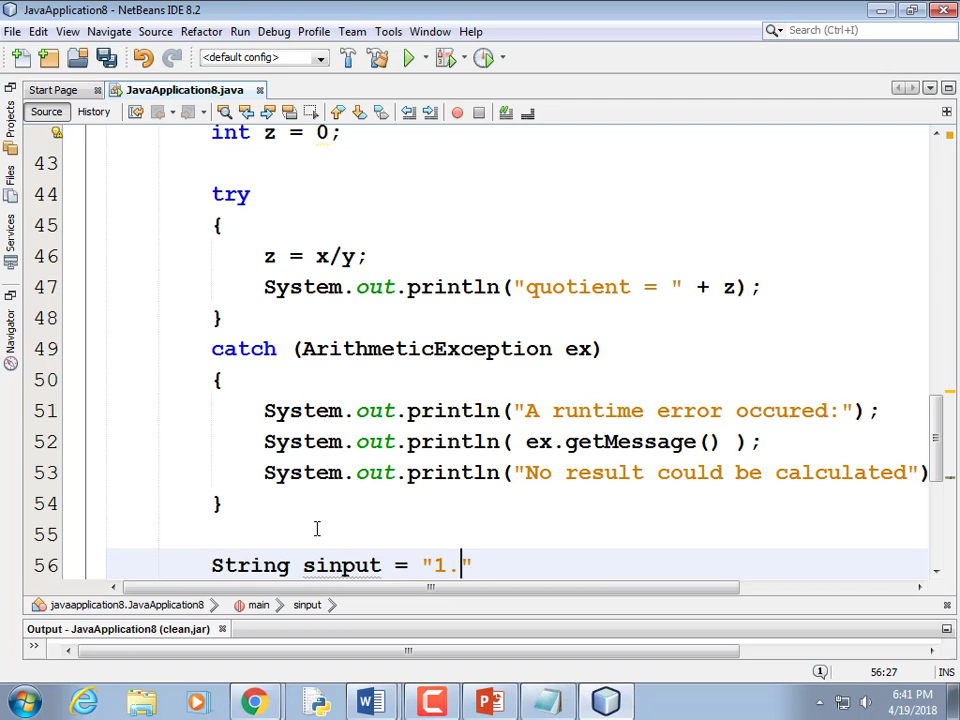 JavaApplication8 - NetBeans IDE 8.2
File Edit View Navigate Source Refactor Run Debug Profile Team Tools Window Help
Search (Ctrl+I)
<default config>
Start Page JavaApplication8.java
Source History
Projects
Files
Services
Navigator
int z = 0;
43
44 try
45 {
46 z = x/y;
47 System.out.println("quotient = " + z);
48 }
49 catch (ArithmeticException ex)
50 {
51 System.out.println("A runtime error occured:");
52 System.out.println( ex.getMessage() );
53 System.out.println("No result could be calculated")
54 }
55
56 String sinput = "1."
javaapplication8.JavaApplication8 main sinput
Output - JavaApplication8 (clean,jar)
56:27 INS
6:41 PM
4/19/2018